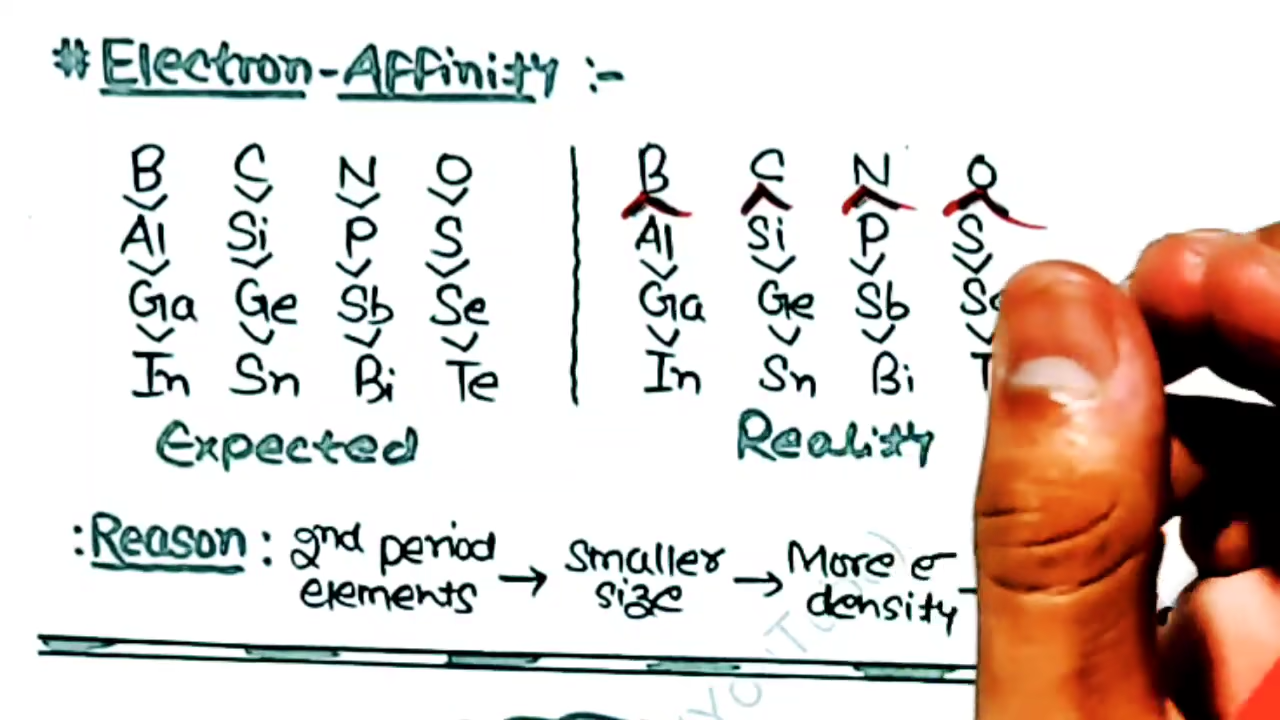 # Electron-Affinity :-
B C N O B C N O
Al Si P S Al Si P S
Ga Ge Sb Se Ga Ge Sb
In Sn Bi Te In Sn Bi
Expected Reality
:Reason: 2nd period elements → smaller size → More e⁻ density